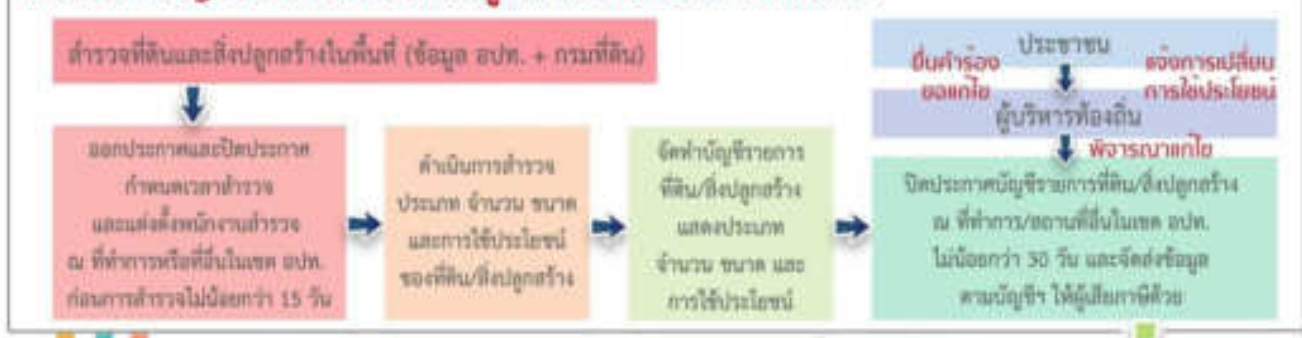 สำรวจที่ดินและสิ่งปลูกสร้างในพื้นที่ (ข้อมูล อปท. + กรมที่ดิน)
ออกประกาศและปิดประกาศ
กำหนดเวลาสำรวจ
และแต่งตั้งพนักงานสำรวจ
ณ ที่ทำการหรือที่อื่นในเขต อปท.
ก่อนการสำรวจไม่น้อยกว่า 15 วัน
ดำเนินการสำรวจ
ประเภท จำนวน ขนาด
และการใช้ประโยชน์
ของที่ดิน/สิ่งปลูกสร้าง
จัดทำบัญชีรายการ
ที่ดิน/สิ่งปลูกสร้าง
แสดงประเภท
จำนวน ขนาด และ
การใช้ประโยชน์
ประชาชน
ยื่นคำร้อง
ขอแก้ไข
แจ้งการเปลี่ยน
การใช้ประโยชน์
ผู้บริหารท้องถิ่น
พิจารณาแก้ไข
ปิดประกาศบัญชีรายการที่ดิน/สิ่งปลูกสร้าง
ณ ที่ทำการ/สถานที่อื่นในเขต อปท.
ไม่น้อยกว่า 30 วัน และจัดส่งข้อมูล
ตามบัญชีฯ ให้ผู้เสียภาษีด้วย